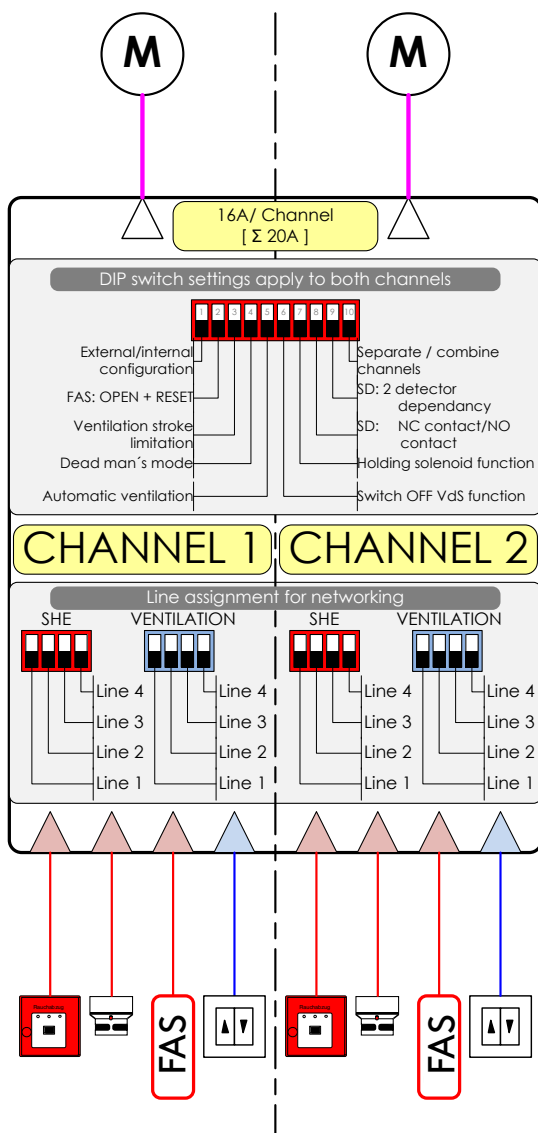 M
M
16A/ Channel
[ Σ 20A ]
DIP switch settings apply to both channels
1 2 3 4 5 6 7 8 9 10
External/internal
configuration
FAS: OPEN + RESET
Ventilation stroke
limitation
Dead man´s mode
Automatic ventilation
Separate / combine
channels
SD: 2 detector
dependancy
SD: NC contact/NO
contact
Holding solenoid function
Switch OFF VdS function
CHANNEL 1
CHANNEL 2
Line assignment for networking
SHE
VENTILATION
SHE
VENTILATION
Line 4
Line 3
Line 2
Line 1
Line 4
Line 3
Line 2
Line 1
Line 4
Line 3
Line 2
Line 1
Line 4
Line 3
Line 2
Line 1
Rauchabzug
FAS
Rauchabzug
FAS